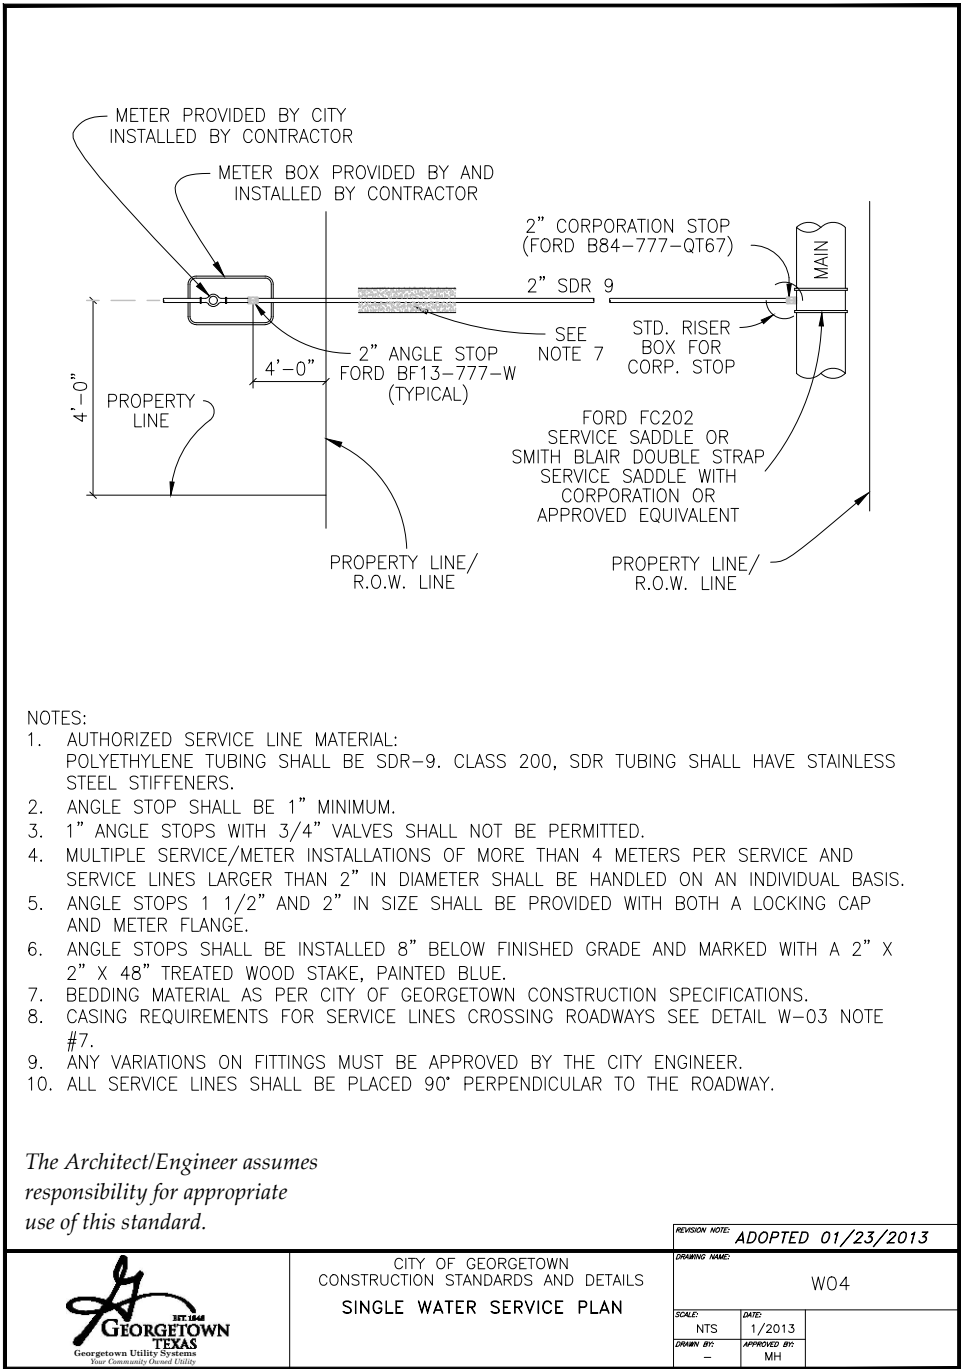 METER PROVIDED BY CITY
INSTALLED BY CONTRACTOR
METER BOX PROVIDED BY AND
INSTALLED BY CONTRACTOR
2" CORPORATION STOP
(FORD B84-777-QT67)
MAIN
2" SDR 9
SEE
NOTE 7
STD. RISER
BOX FOR
CORP. STOP
2" ANGLE STOP
FORD BF13-777-W
(TYPICAL)
4'-0"
4'-0"
PROPERTY
LINE
FORD FC202
SERVICE SADDLE OR
SMITH BLAIR DOUBLE STRAP
SERVICE SADDLE WITH
CORPORATION OR
APPROVED EQUIVALENT
PROPERTY LINE/
R.O.W. LINE
PROPERTY LINE/
R.O.W. LINE
NOTES:
1. AUTHORIZED SERVICE LINE MATERIAL:
POLYETHYLENE TUBING SHALL BE SDR-9. CLASS 200, SDR TUBING SHALL HAVE STAINLESS
STEEL STIFFENERS.
2. ANGLE STOP SHALL BE 1" MINIMUM.
3. 1" ANGLE STOPS WITH 3/4" VALVES SHALL NOT BE PERMITTED.
4. MULTIPLE SERVICE/METER INSTALLATIONS OF MORE THAN 4 METERS PER SERVICE AND
SERVICE LINES LARGER THAN 2" IN DIAMETER SHALL BE HANDLED ON AN INDIVIDUAL BASIS.
5. ANGLE STOPS 1 1/2" AND 2" IN SIZE SHALL BE PROVIDED WITH BOTH A LOCKING CAP
AND METER FLANGE.
6. ANGLE STOPS SHALL BE INSTALLED 8" BELOW FINISHED GRADE AND MARKED WITH A 2" X
2" X 48" TREATED WOOD STAKE, PAINTED BLUE.
7. BEDDING MATERIAL AS PER CITY OF GEORGETOWN CONSTRUCTION SPECIFICATIONS.
8. CASING REQUIREMENTS FOR SERVICE LINES CROSSING ROADWAYS SEE DETAIL W-03 NOTE
#7.
9. ANY VARIATIONS ON FITTINGS MUST BE APPROVED BY THE CITY ENGINEER.
10. ALL SERVICE LINES SHALL BE PLACED 90° PERPENDICULAR TO THE ROADWAY.
The Architect/Engineer assumes
responsibility for appropriate
use of this standard.
REVISION NOTE: ADOPTED 01/23/2013
EST. 1848
GEORGETOWN
TEXAS
Georgetown Utility Systems
Your Community Owned Utility
CITY OF GEORGETOWN
CONSTRUCTION STANDARDS AND DETAILS
SINGLE WATER SERVICE PLAN
DRAWING NAME:
W04
SCALE:
NTS
DATE:
1/2013
DRAWN BY:
-
APPROVED BY:
MH